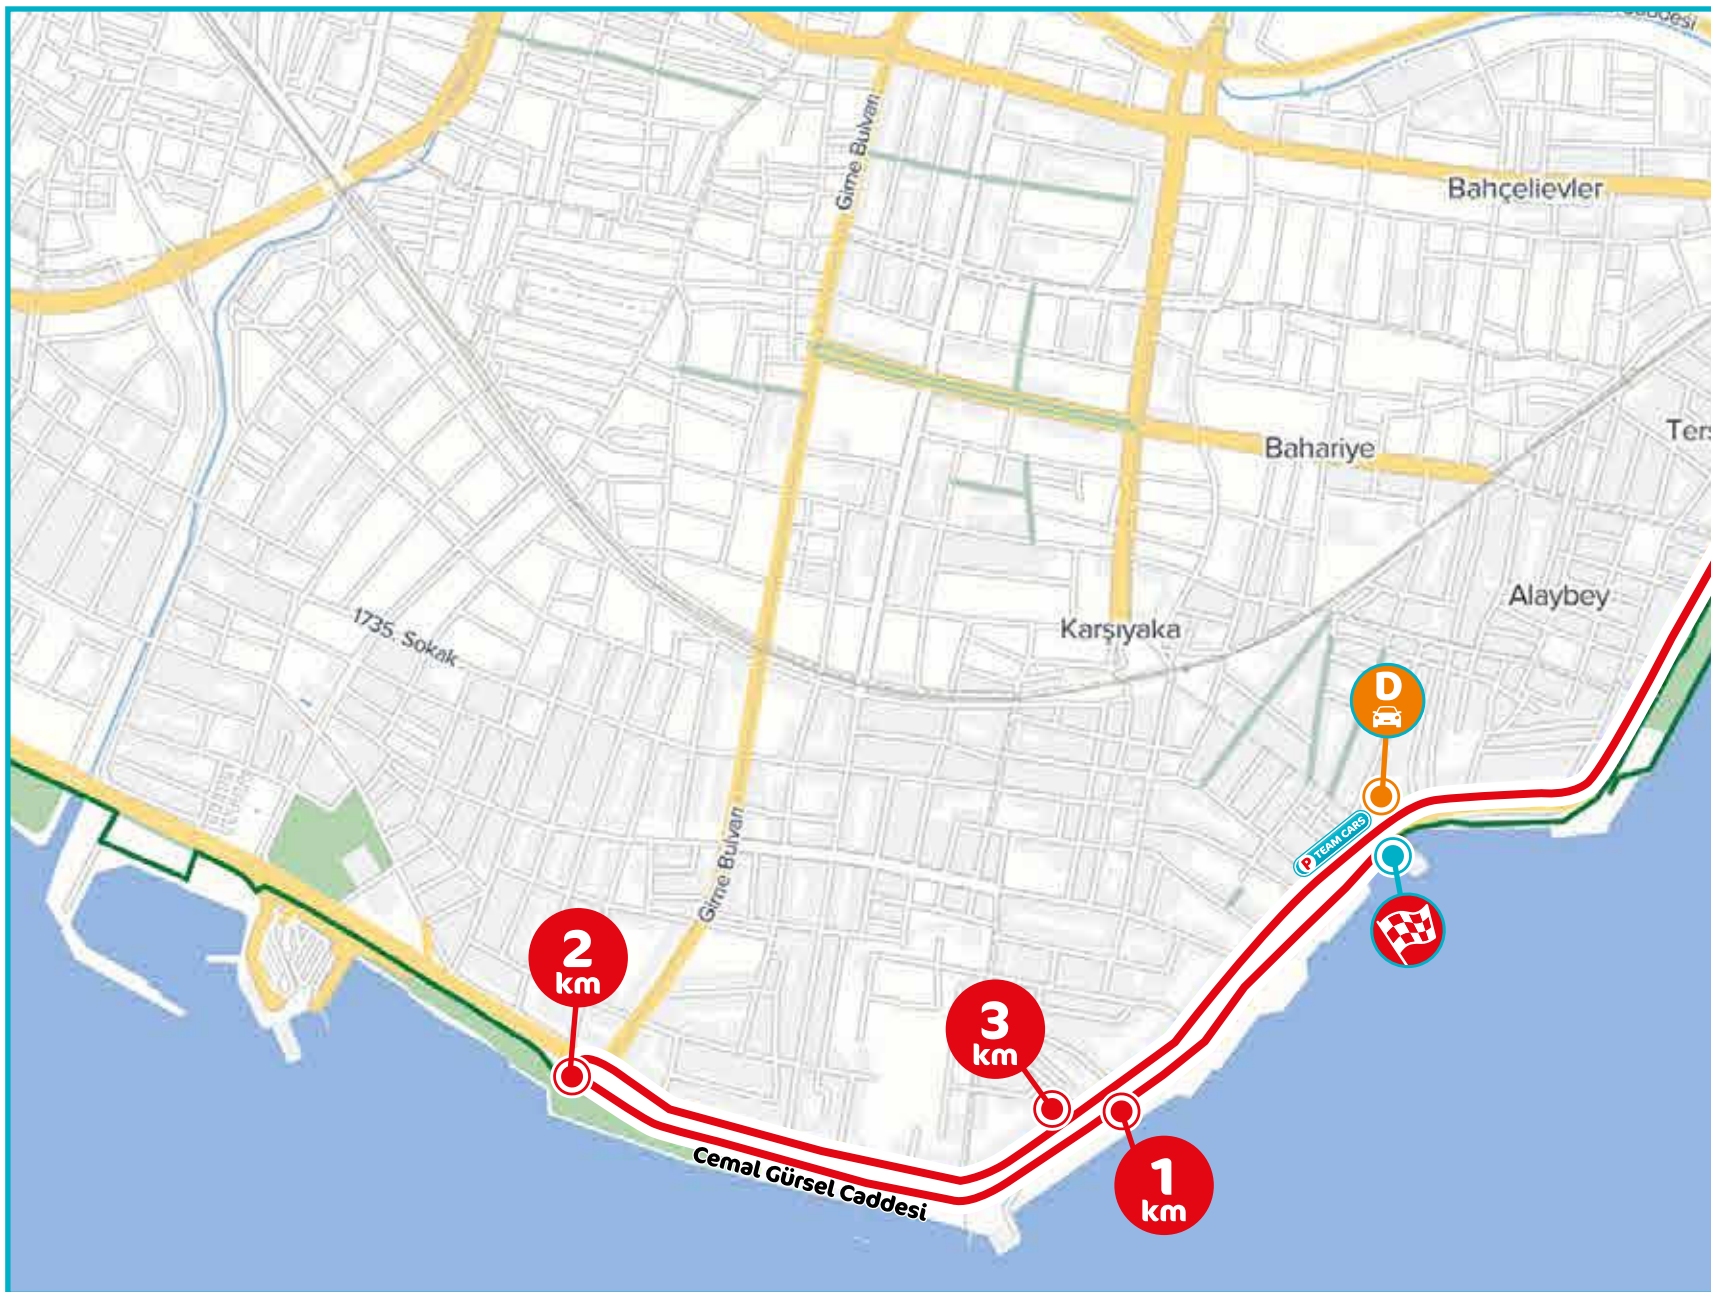 Caddesi
Girne Bulvarı
Bahçelievler
Bahariye
Ters
Alaybey
1735. Sokak
Karşıyaka
D
P TEAM CARS
Girne Bulvarı
2
km
3
km
1
km
Cemal Gürsel Caddesi